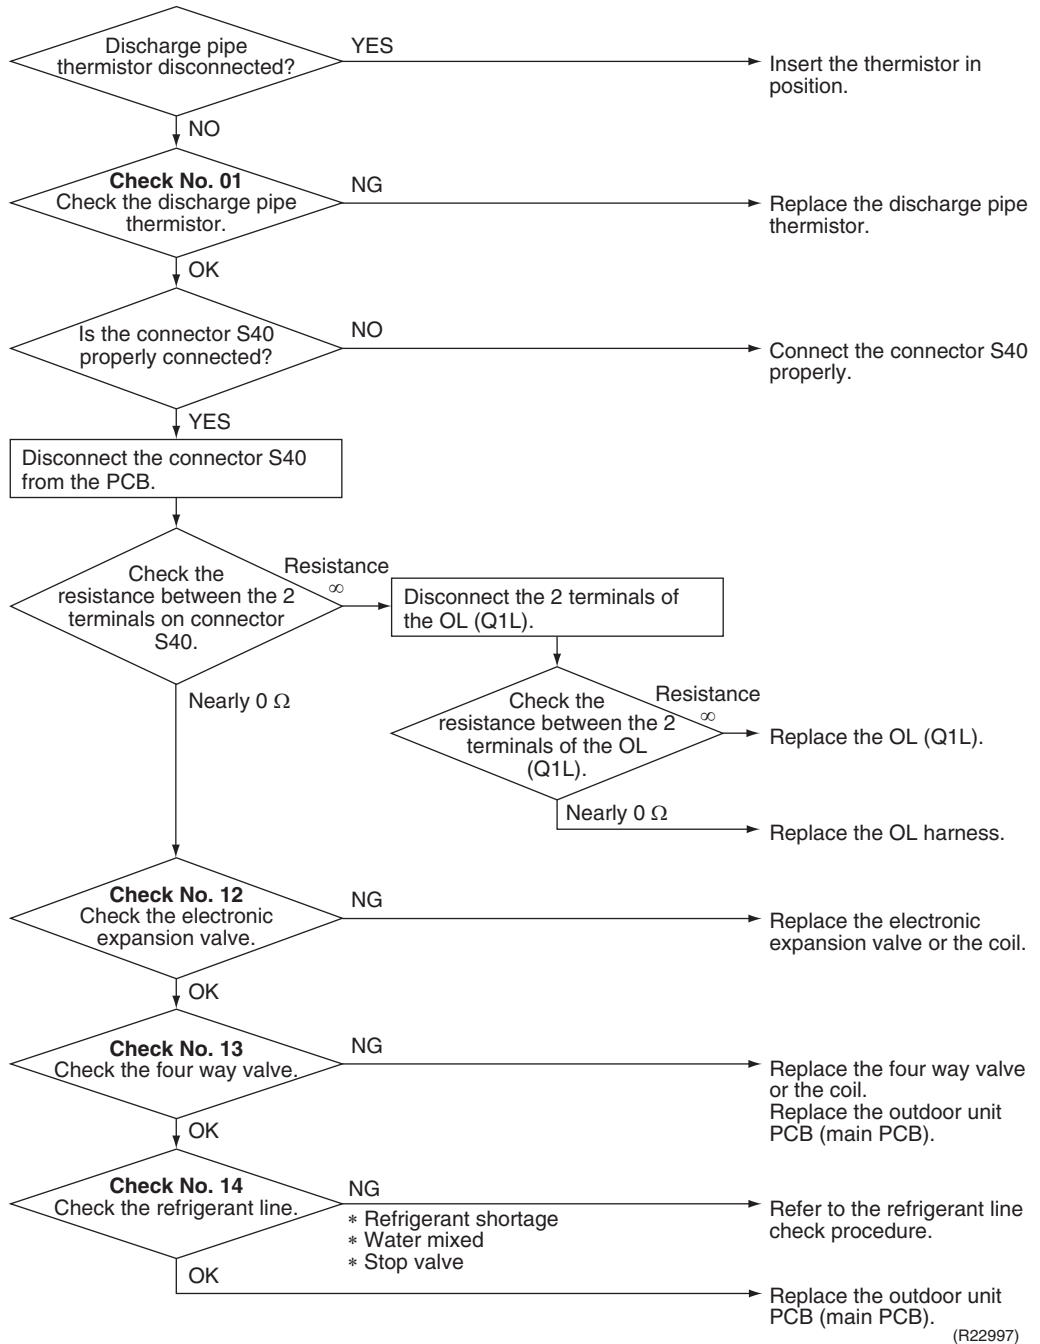 Discharge pipe
thermistor disconnected?
YES
Insert the thermistor in
position.
NO
Check No. 01
Check the discharge pipe
thermistor.
NG
Replace the discharge pipe
thermistor.
OK
Is the connector S40
properly connected?
NO
Connect the connector S40
properly.
YES
Disconnect the connector S40
from the PCB.
Check the
resistance between the 2
terminals on connector
S40.
Resistance
∞
Disconnect the 2 terminals of
the OL (Q1L).
Nearly 0 Ω
Check the
resistance between the 2
terminals of the OL
(Q1L).
Resistance
∞
Replace the OL (Q1L).
Nearly 0 Ω
Replace the OL harness.
Check No. 12
Check the electronic
expansion valve.
NG
Replace the electronic
expansion valve or the coil.
OK
Check No. 13
Check the four way valve.
NG
Replace the four way valve
or the coil.
Replace the outdoor unit
PCB (main PCB).
OK
Check No. 14
Check the refrigerant line.
NG
∗ Refrigerant shortage
∗ Water mixed
∗ Stop valve
Refer to the refrigerant line
check procedure.
OK
Replace the outdoor unit
PCB (main PCB).
(R22997)